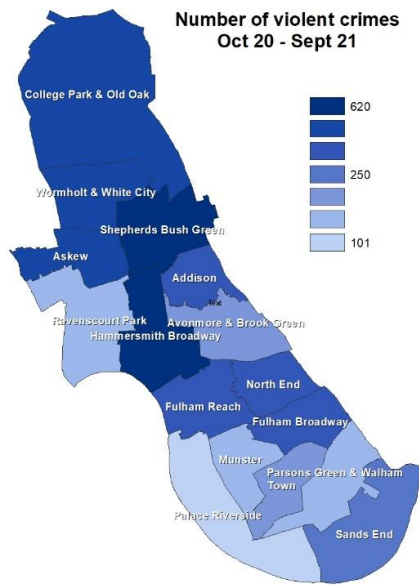 Number of violent crimes
Oct 20 - Sept 21
620
250
101
College Park & Old Oak
Wormholt & White City
Shepherds Bush Green
Askew
Addison
Text
Ravenscourt Park
Avonmore & Brook Green
Hammersmith Broadway
North End
Fulham Reach
Fulham Broadway
Munster
Parsons Green & Walham
Town
Palace Riverside
Sands End